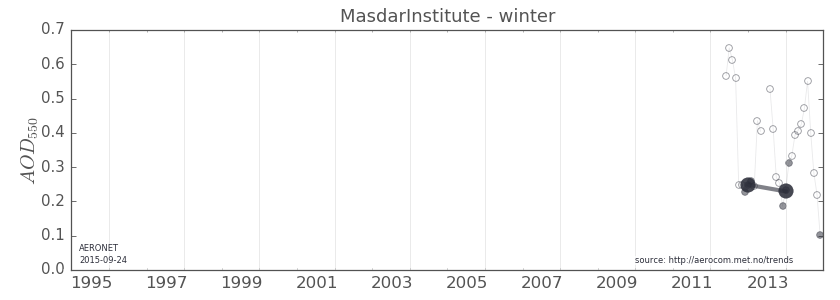 MasdarInstitute - winter
0.7
0.6
0.5
0.4
0.3
0.2
0.1
0.0
AOD550
AERONET
2015-09-24
source: http://aerocom.met.no/trends
1995 1997 1999 2001 2003 2005 2007 2009 2011 2013